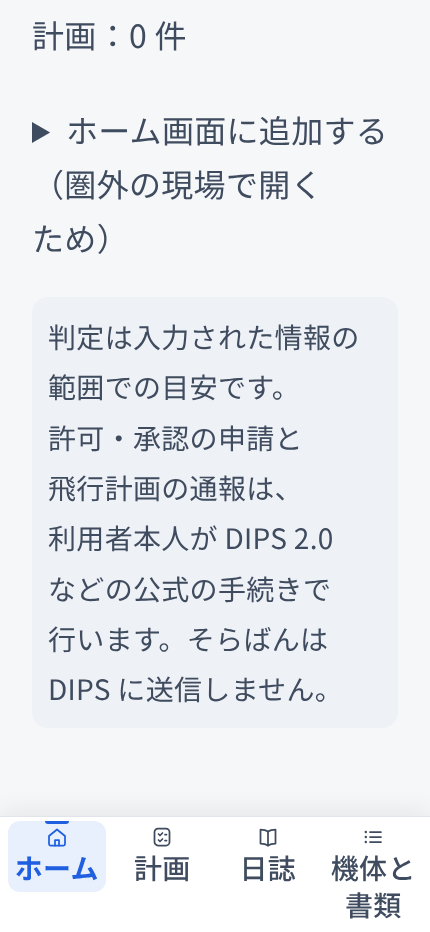 計画：0 件
▶ ホーム画面に追加する
（圏外の現場で開く
ため）
判定は入力された情報の
範囲での目安です。
許可・承認の申請と
飛行計画の通報は、
利用者本人が DIPS 2.0
などの公式の手続きで
行います。そらばんは
DIPS に送信しません。
ホーム
計画
日誌
機体と
書類